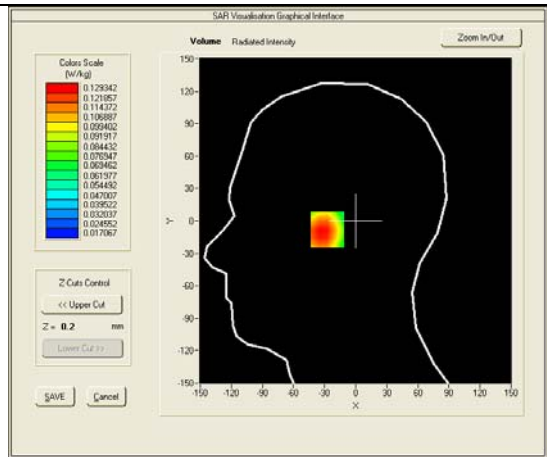 SAR Visualisation Graphical Interface
Volume Radiated Intensity
Zoom In/Out
Colors Scale
(W/kg)
0.129342
0.121857
0.114372
0.106887
0.099402
0.091917
0.084432
0.076947
0.069462
0.061977
0.054492
0.047007
0.039522
0.032037
0.024552
0.017067
Z-Cuts Control
<< Upper Cut
Z = 0.2 mm
Lower Cut >>
SAVE Cancel
150
120
90
60
30
0
-30
-60
-90
-120
-150
Y
-150 -120 -90 -60 -30 0 30 60 90 120 150
X